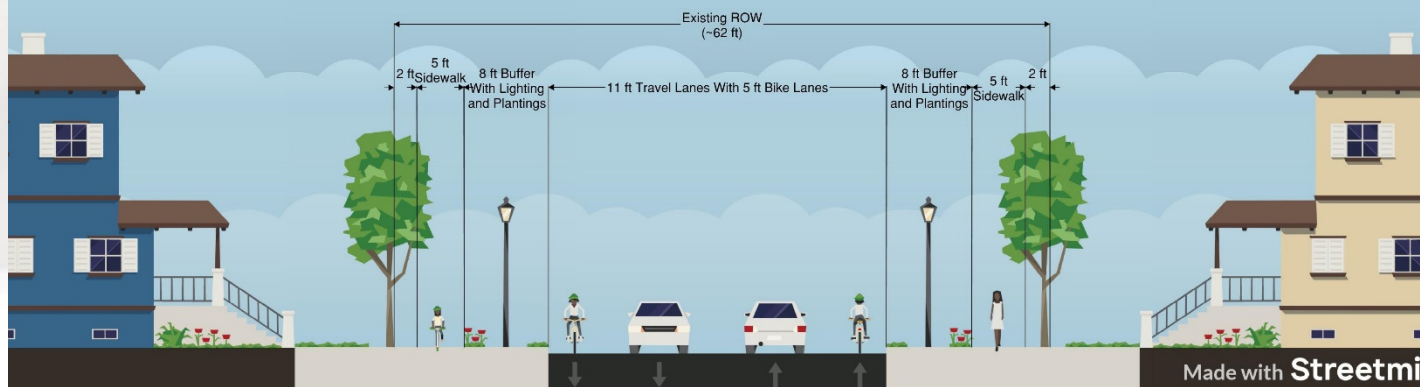 Existing ROW
(~62 ft)
2 ft
5 ft
Sidewalk
8 ft Buffer
With Lighting
and Plantings
11 ft Travel Lanes With 5 ft Bike Lanes
8 ft Buffer
With Lighting
and Plantings
5 ft
Sidewalk
2 ft
Made with Streetmi